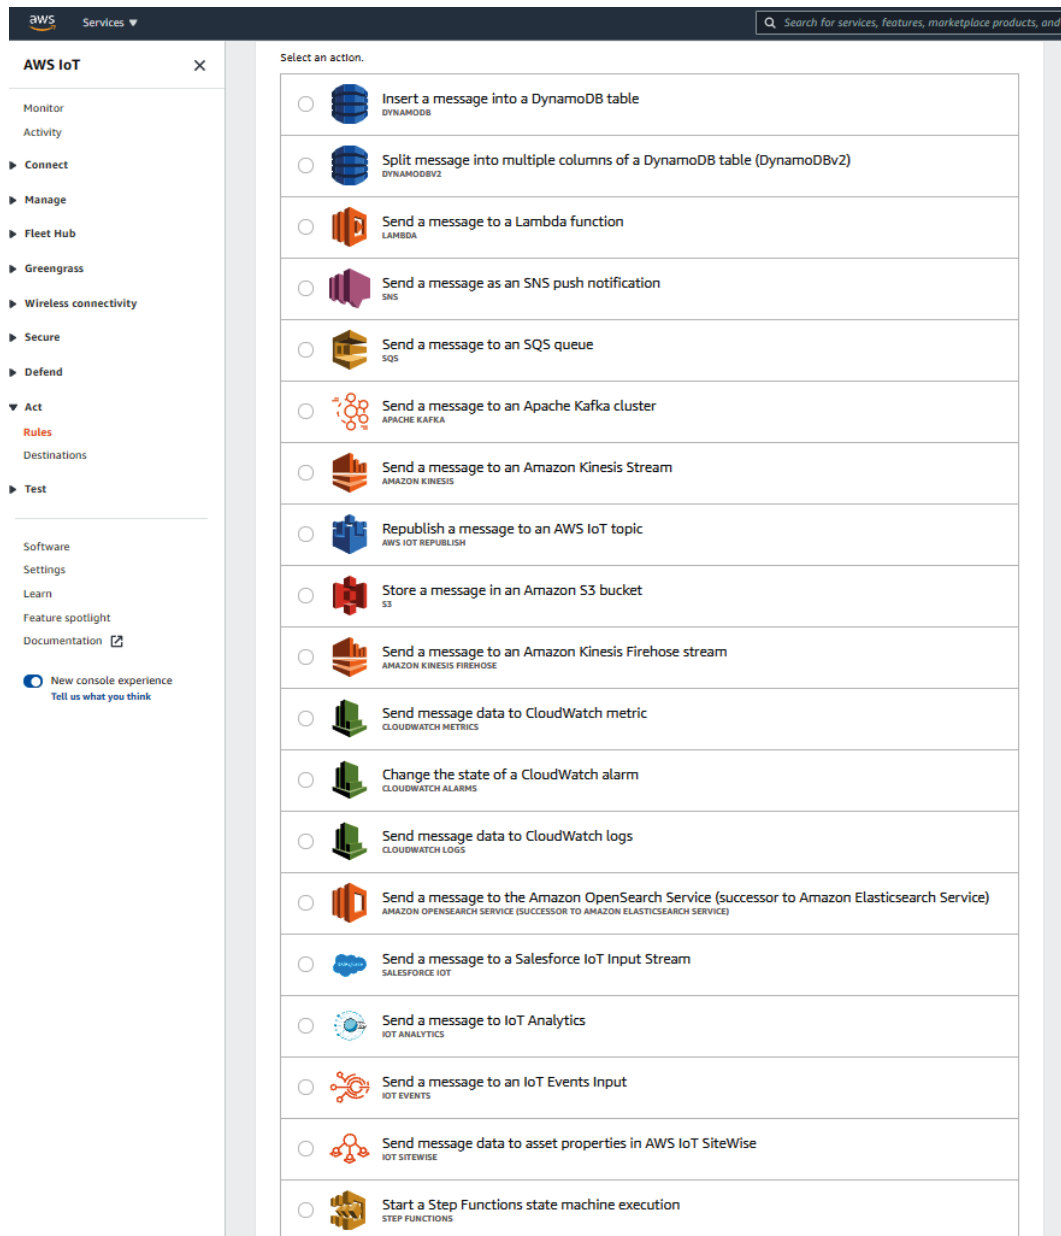 aws
Services ▼
Search for services, features, marketplace products, and
AWS IoT
Monitor
Activity
Connect
Manage
Fleet Hub
Greengrass
Wireless connectivity
Secure
Defend
Act
Rules
Destinations
Test
Software
Settings
Learn
Feature spotlight
Documentation
New console experience
Tell us what you think
Select an action.
Insert a message into a DynamoDB table
DYNAMODB
Split message into multiple columns of a DynamoDB table (DynamoDBv2)
DYNAMODBV2
Send a message to a Lambda function
LAMBDA
Send a message as an SNS push notification
SNS
Send a message to an SQS queue
SQS
Send a message to an Apache Kafka cluster
APACHE KAFKA
Send a message to an Amazon Kinesis Stream
AMAZON KINESIS
Republish a message to an AWS IoT topic
AWS IOT REPUBLISH
Store a message in an Amazon S3 bucket
S3
Send a message to an Amazon Kinesis Firehose stream
AMAZON KINESIS FIREHOSE
Send message data to CloudWatch metric
CLOUDWATCH METRICS
Change the state of a CloudWatch alarm
CLOUDWATCH ALARMS
Send message data to CloudWatch logs
CLOUDWATCH LOGS
Send a message to the Amazon OpenSearch Service (successor to Amazon Elasticsearch Service)
AMAZON OPENSEARCH SERVICE (SUCCESSOR TO AMAZON ELASTICSEARCH SERVICE)
Send a message to a Salesforce IoT Input Stream
SALESFORCE IOT
Send a message to IoT Analytics
IOT ANALYTICS
Send a message to an IoT Events Input
IOT EVENTS
Send message data to asset properties in AWS IoT SiteWise
IOT SITEWISE
Start a Step Functions state machine execution
STEP FUNCTIONS